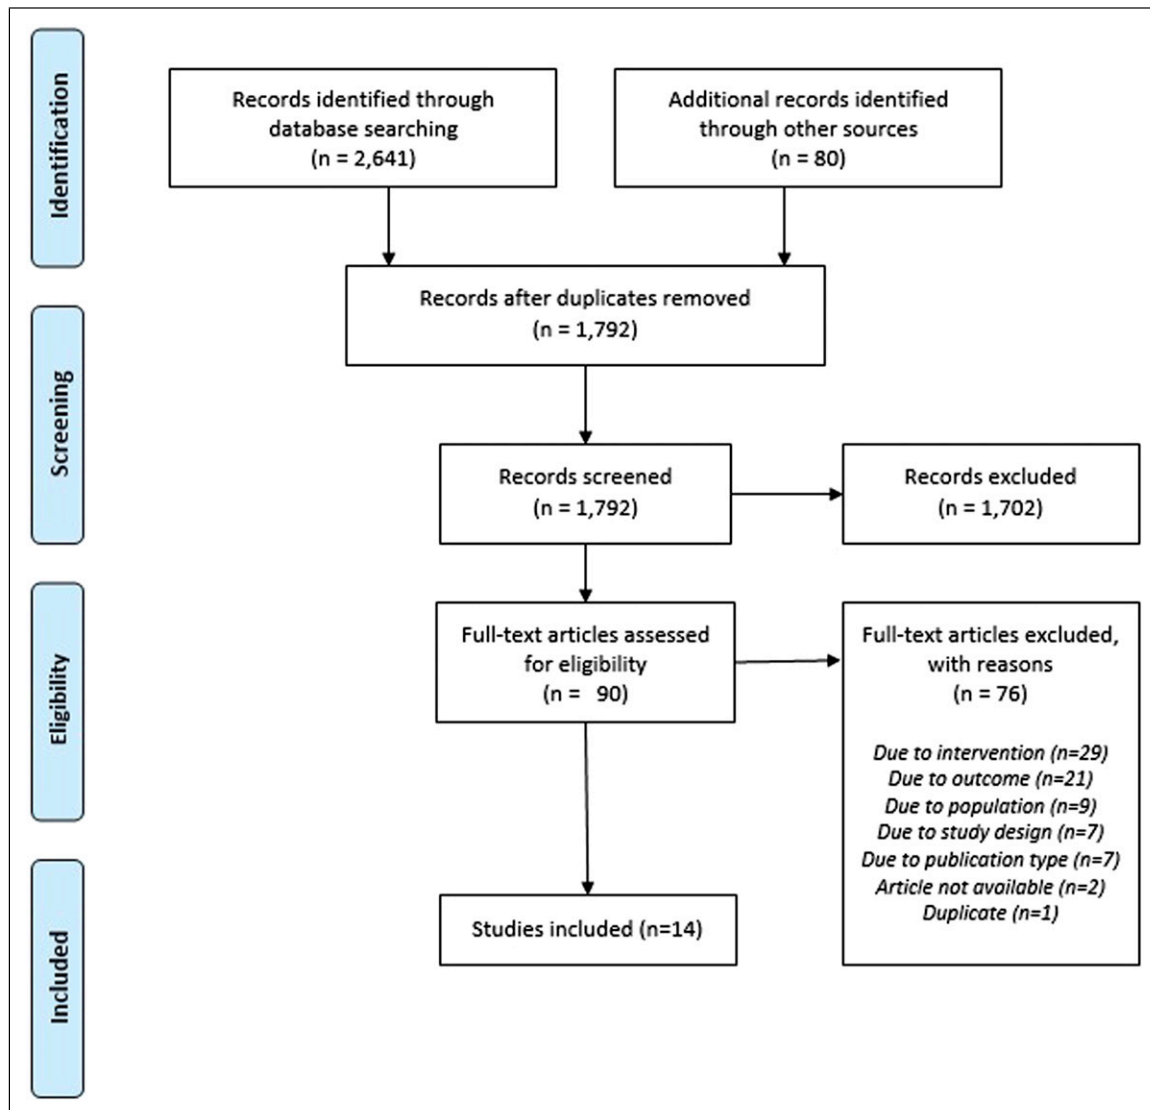 Identification
Records identified through
database searching
(n = 2,641)
Additional records identified
through other sources
(n = 80)
Records after duplicates removed
(n = 1,792)
Screening
Records screened
(n = 1,792)
Records excluded
(n = 1,702)
Eligibility
Full-text articles assessed
for eligibility
(n =   90)
Full-text articles excluded,
with reasons
(n = 76)
Due to intervention (n=29)
Due to outcome (n=21)
Due to population (n=9)
Due to study design (n=7)
Due to publication type (n=7)
Article not available (n=2)
Duplicate (n=1)
Included
Studies included (n=14)